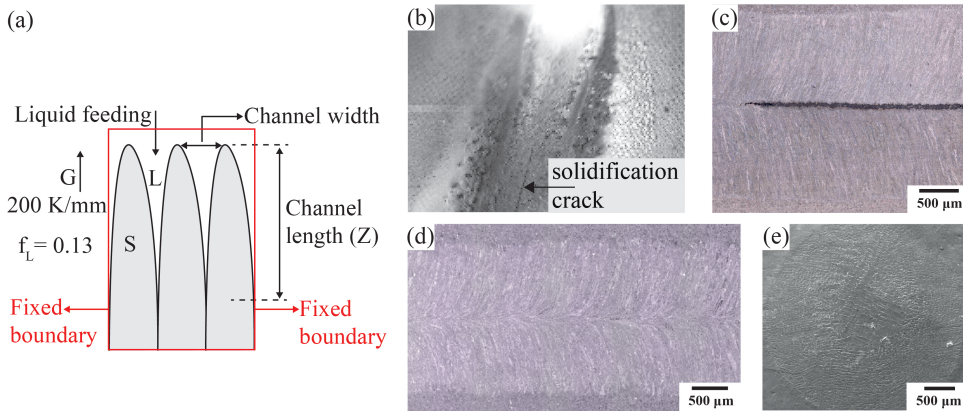 (a)
Liquid feeding
Channel width
G
L
200 K/mm
Channel
length (Z)
S
f_L= 0.13
Fixed
boundary
Fixed
boundary
(b)
solidification
crack
(c)
500 µm
(d)
500 µm
(e)
500 µm